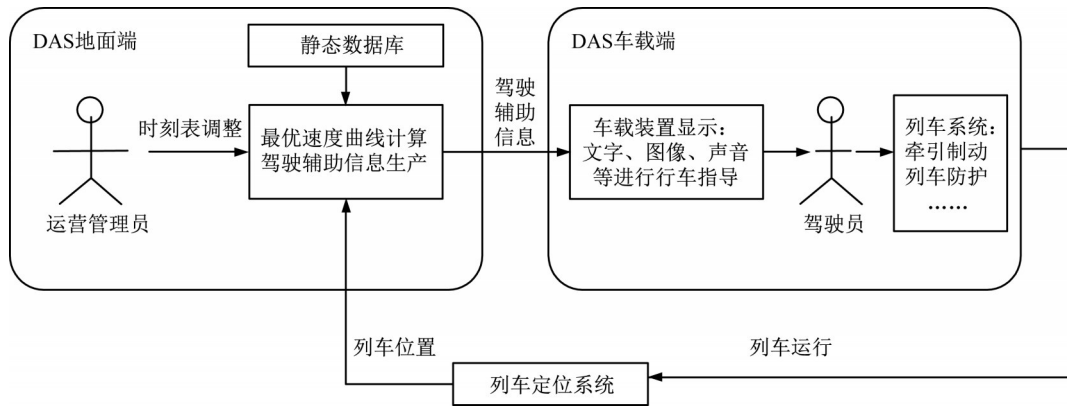 DAS地面端
静态数据库
时刻表调整
最优速度曲线计算
驾驶辅助信息生产
运营管理员
驾驶
辅助
信息
DAS车载端
车载装置显示：
文字、图像、声音
等进行行车指导
驾驶员
列车系统：
牵引制动
列车防护
……
列车位置
列车运行
列车定位系统